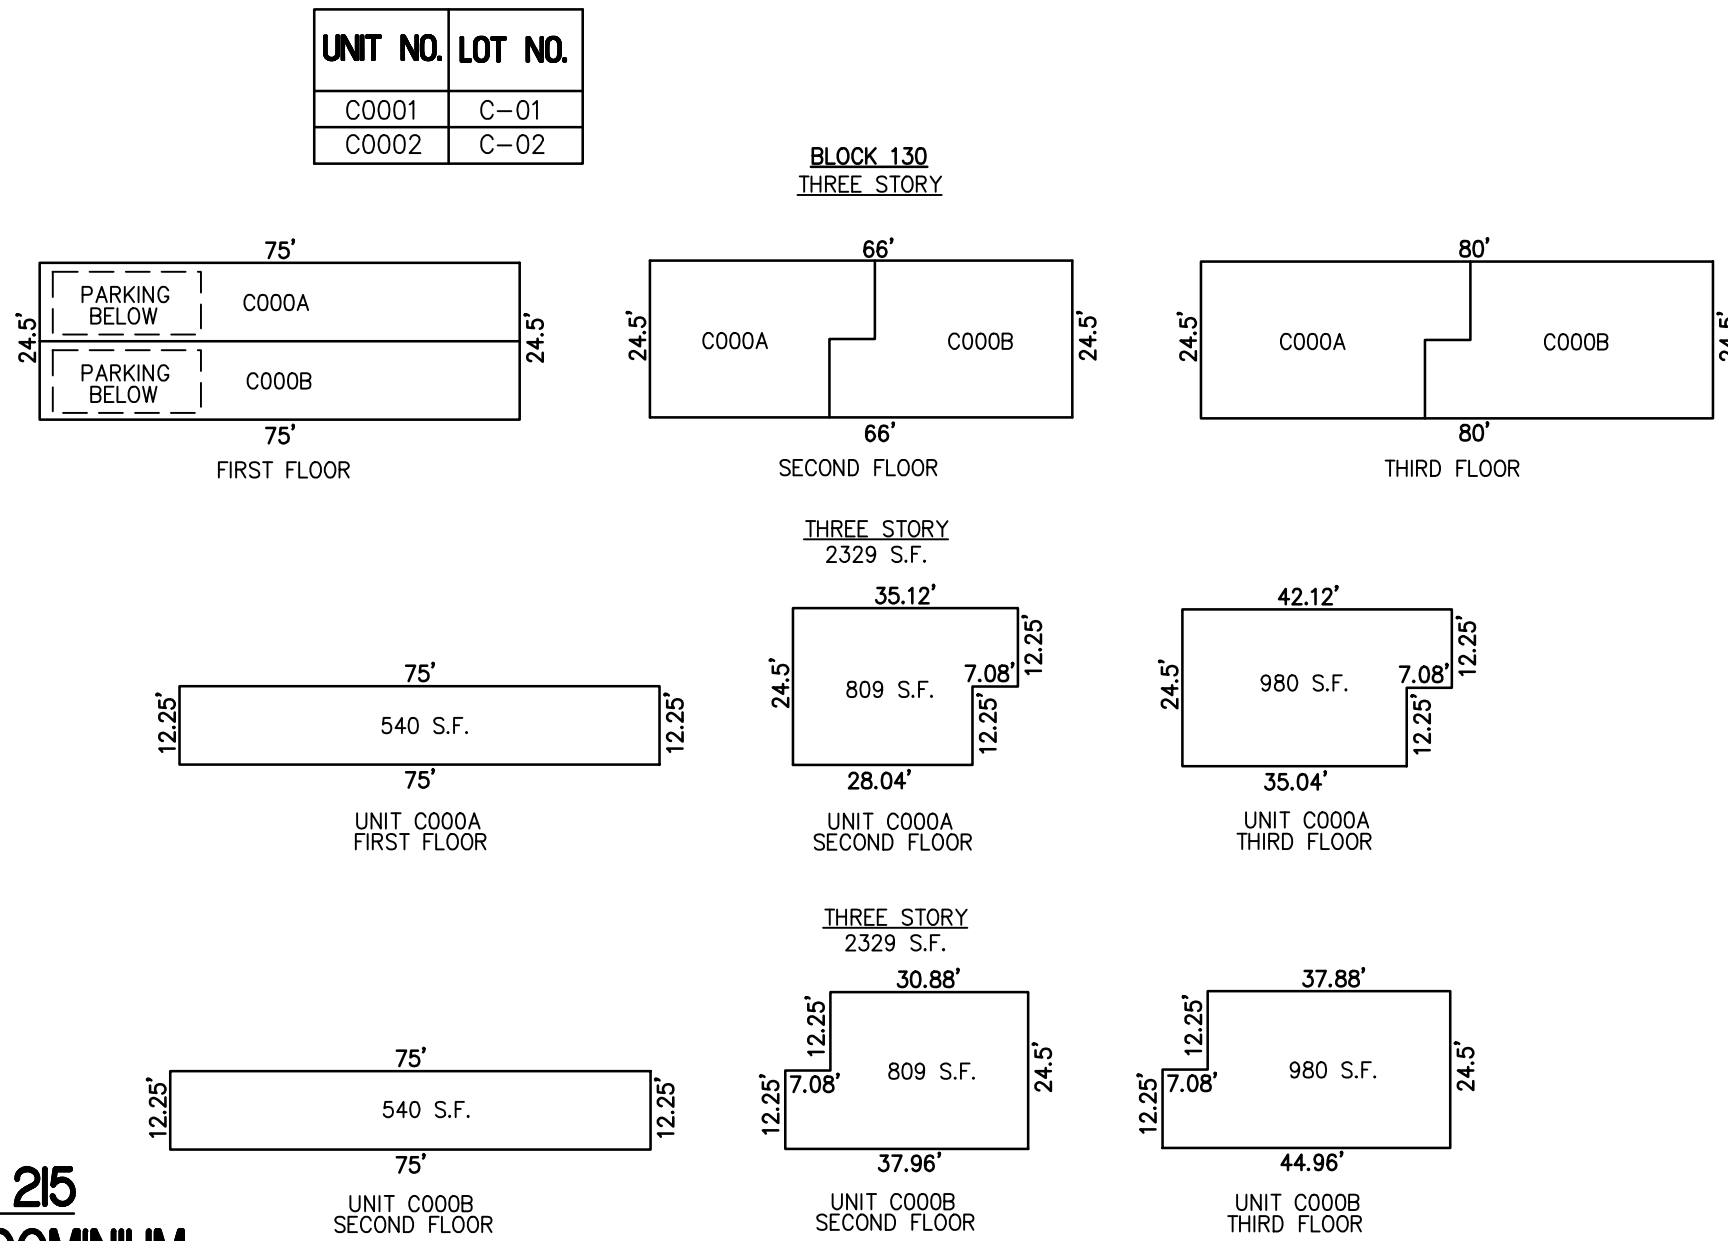 UNIT NO. LOT NO.
C0001 C-01
C0002 C-02
BLOCK 130
THREE STORY
75'
24.5'
PARKING
BELOW
C000A
PARKING
BELOW
C000B
24.5'
75'
FIRST FLOOR
66'
24.5'
C000A
C000B
24.5'
66'
SECOND FLOOR
80'
24.5'
C000A
C000B
24.5'
80'
THIRD FLOOR
THREE STORY
2329 S.F.
75'
12.25'
540 S.F.
12.25'
75'
UNIT C000A
FIRST FLOOR
35.12'
24.5'
809 S.F.
12.25'
7.08'
12.25'
28.04'
UNIT C000A
SECOND FLOOR
42.12'
24.5'
980 S.F.
12.25'
7.08'
12.25'
35.04'
UNIT C000A
THIRD FLOOR
THREE STORY
2329 S.F.
75'
12.25'
540 S.F.
12.25'
75'
UNIT C000B
SECOND FLOOR
30.88'
12.25'
7.08'
12.25'
809 S.F.
24.5'
37.96'
UNIT C000B
SECOND FLOOR
37.88'
12.25'
7.08'
12.25'
980 S.F.
24.5'
44.96'
UNIT C000B
THIRD FLOOR
215